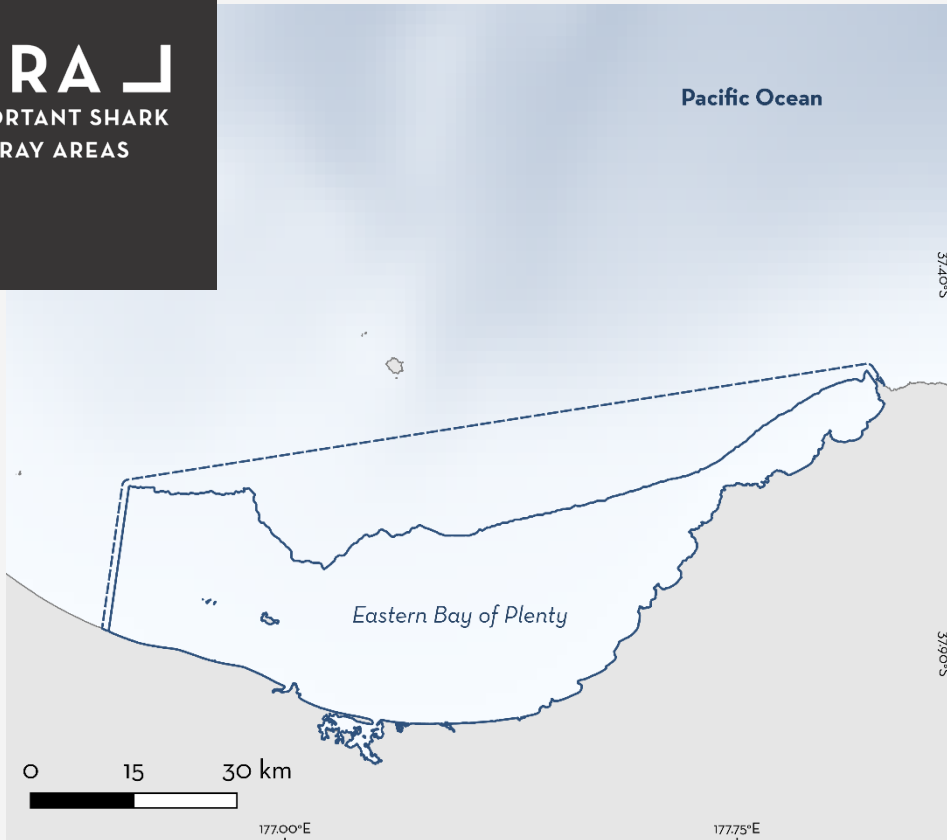 RA
ORTANT SHARK
RAY AREAS
Pacific Ocean
37.40°S
Eastern Bay of Plenty
37.90°S
0 15 30 km
177.00°E 177.75°E